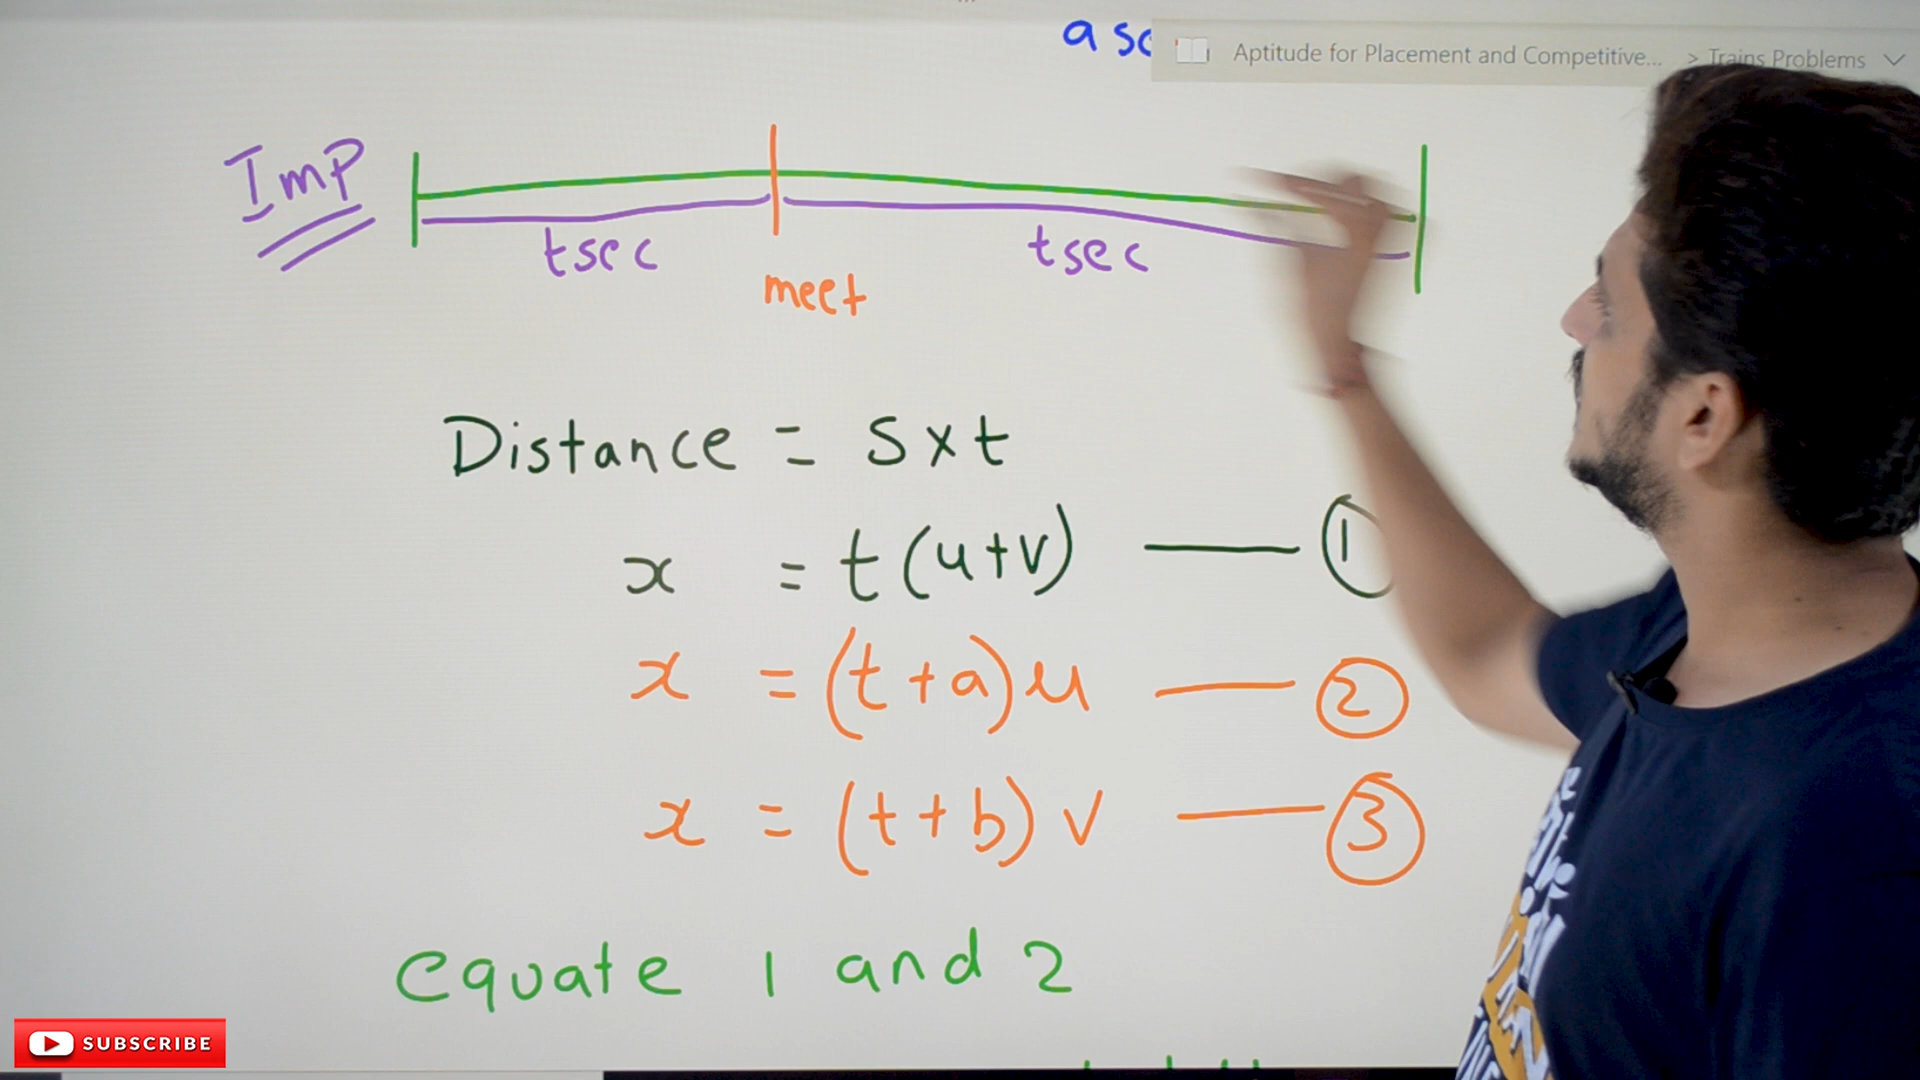 a
Aptitude for Placement and Competitive... > Trains Problems
Imp
tsec
tsec
meet
Distance = S x t
x = t (u+v) —— 1
x = (t+a) u —— 2
x = (t+b) v —— 3
equate 1 and 2
SUBSCRIBE